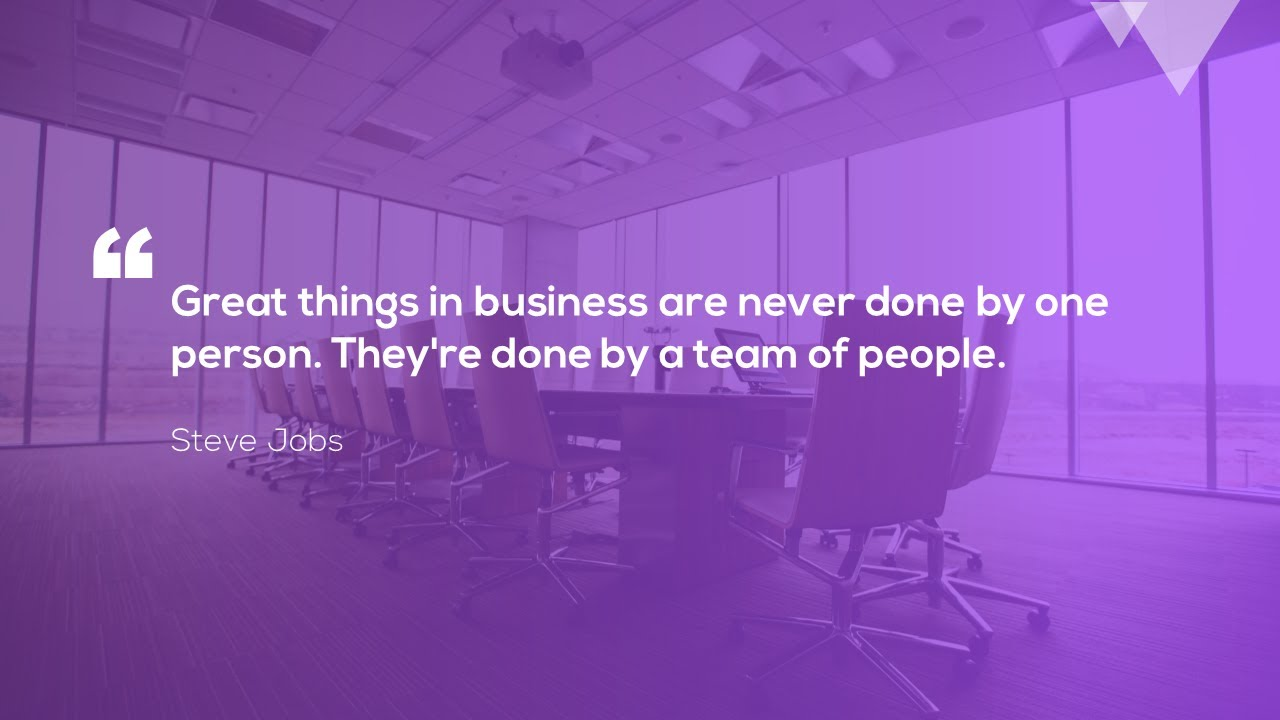 “
Great things in business are never done by one
person. They're done by a team of people.
Steve Jobs